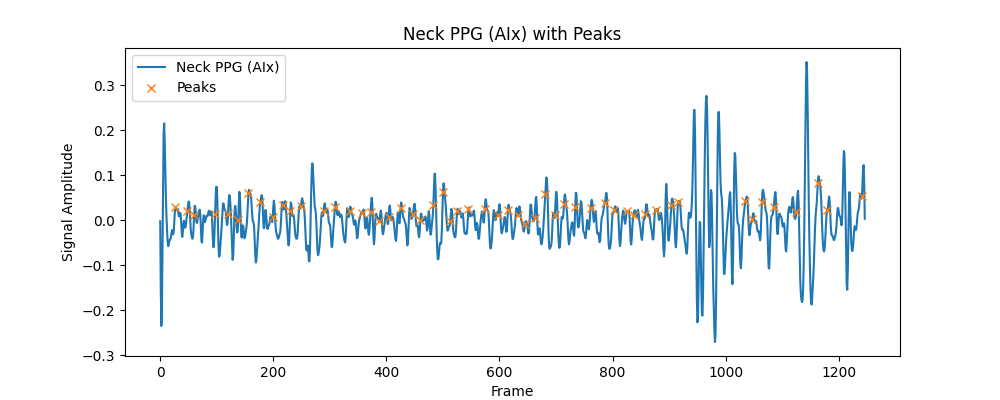 Neck PPG (AIx) with Peaks
Neck PPG (AIx)
Peaks
Signal Amplitude
0.3
0.2
0.1
0.0
−0.1
−0.2
−0.3
0 200 400 600 800 1000 1200
Frame